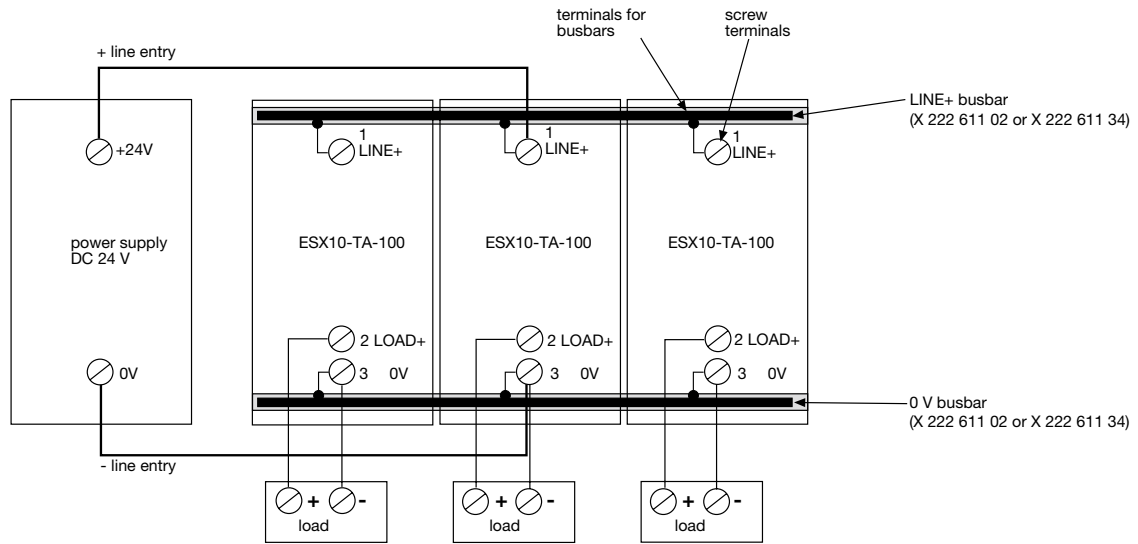 terminals for
busbars
screw
terminals
+ line entry
LINE+ busbar
(X 222 611 02 or X 222 611 34)
+24V
1
LINE+
1
LINE+
1
LINE+
power supply
DC 24 V
ESX10-TA-100
ESX10-TA-100
ESX10-TA-100
2 LOAD+
2 LOAD+
2 LOAD+
0V
3 0V
3 0V
3 0V
0 V busbar
(X 222 611 02 or X 222 611 34)
- line entry
+ -
load
+ -
load
+ -
load